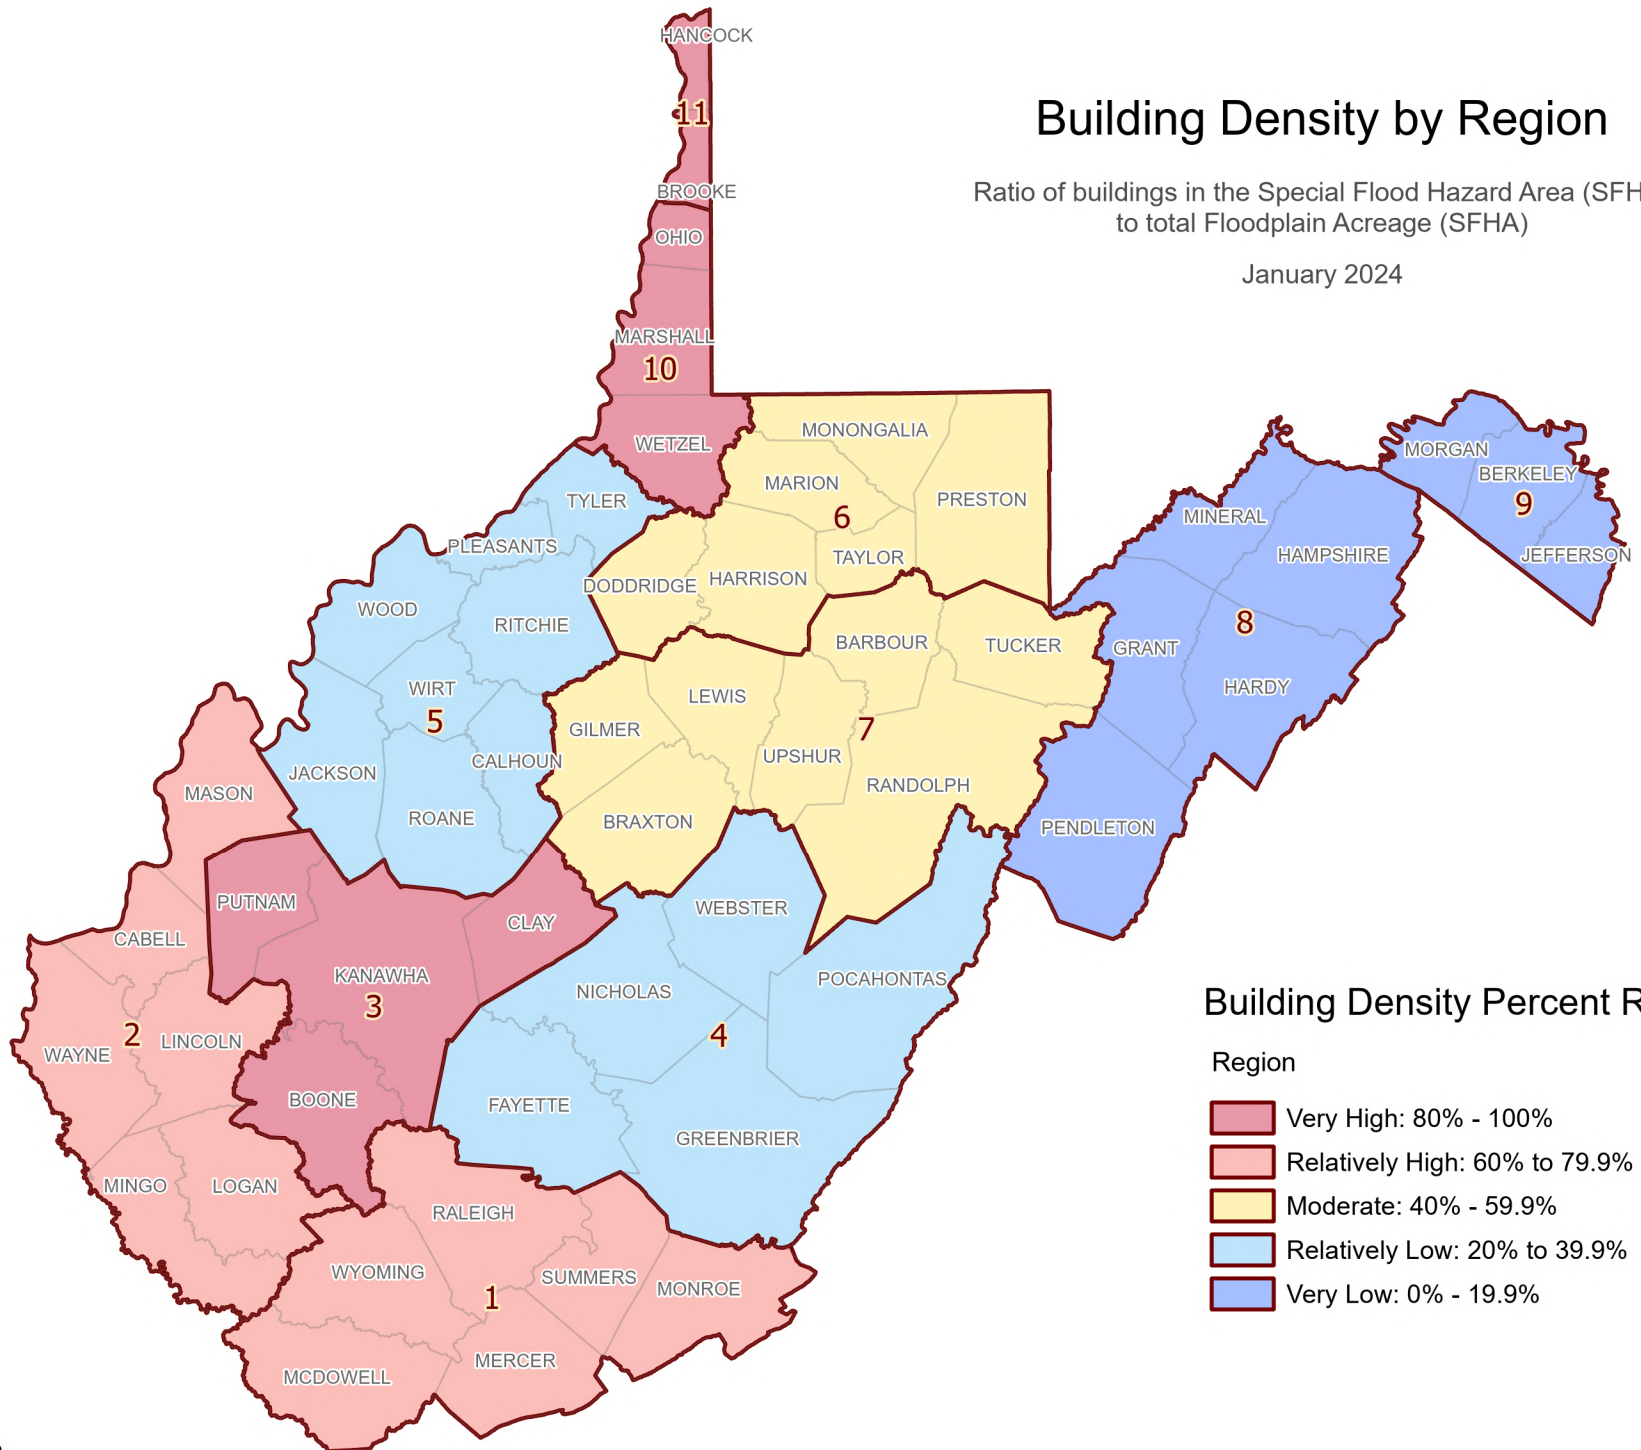 HANCOCK
11
BROOKE
OHIO
MARSHALL
10
WETZEL
Building Density by Region
Ratio of buildings in the Special Flood Hazard Area (SFH
to total Floodplain Acreage (SFHA)
January 2024
MONONGALIA
MARION
PRESTON
6
TAYLOR
HARRISON
DODDRIDGE
TYLER
PLEASANTS
WOOD
RITCHIE
WIRT
5
JACKSON
CALHOUN
ROANE
MORGAN
BERKELEY
9
JEFFERSON
MINERAL
HAMPSHIRE
8
GRANT
HARDY
PENDLETON
BARBOUR
TUCKER
LEWIS
GILMER
7
UPSHUR
RANDOLPH
BRAXTON
MASON
PUTNAM
CLAY
KANAWHA
3
BOONE
CABELL
2
WAYNE
LINCOLN
MINGO
LOGAN
WEBSTER
NICHOLAS
POCAHONTAS
4
FAYETTE
GREENBRIER
RALEIGH
WYOMING
SUMMERS
MONROE
1
MERCER
MCDOWELL
Building Density Percent R
Region
Very High: 80% - 100%
Relatively High: 60% to 79.9%
Moderate: 40% - 59.9%
Relatively Low: 20% to 39.9%
Very Low: 0% - 19.9%